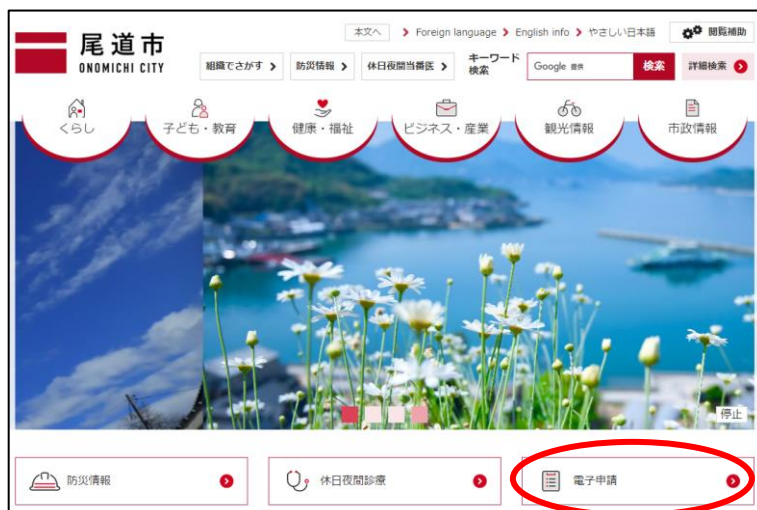 本文へ Foreign language English info やさしい日本語 閲覧補助
尾道市
ONOMICHI CITY
組織でさがす 防災情報 休日夜間当番医 キーワード検索 Google 提供 検索 詳細検索
くらし 子ども・教育 健康・福祉 ビジネス・産業 観光情報 市政情報
停止
防災情報 休日夜間診療 電子申請